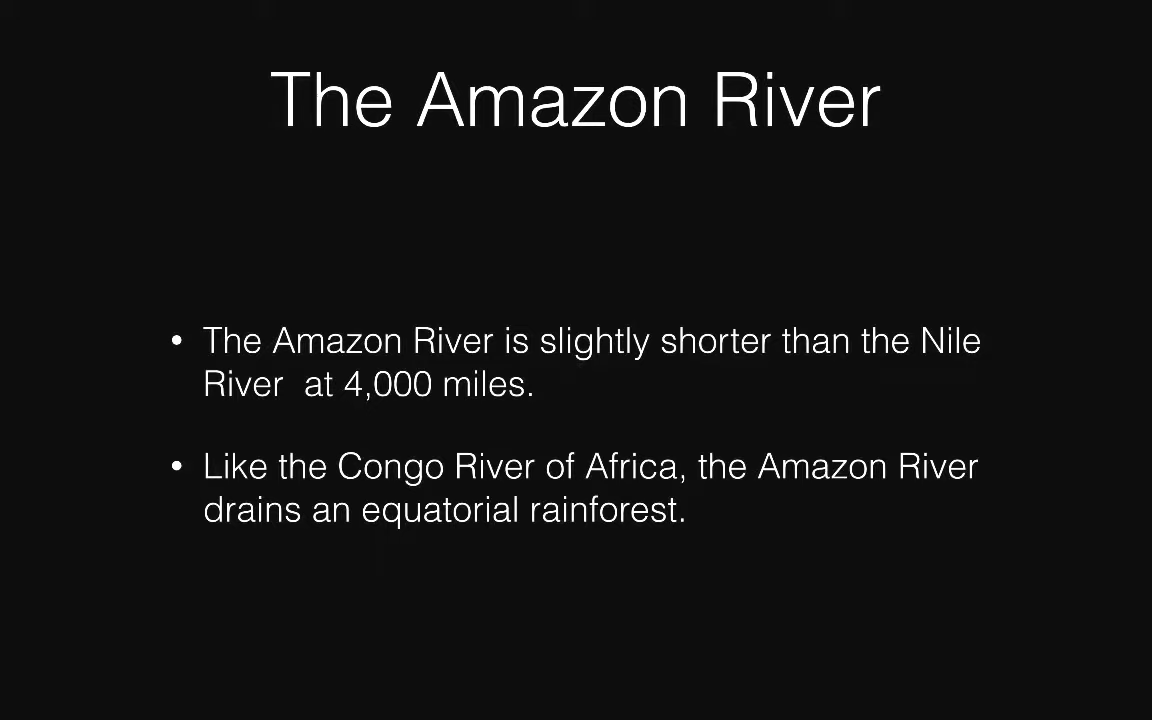 The Amazon River
• The Amazon River is slightly shorter than the Nile
River  at 4,000 miles.
• Like the Congo River of Africa, the Amazon River
drains an equatorial rainforest.